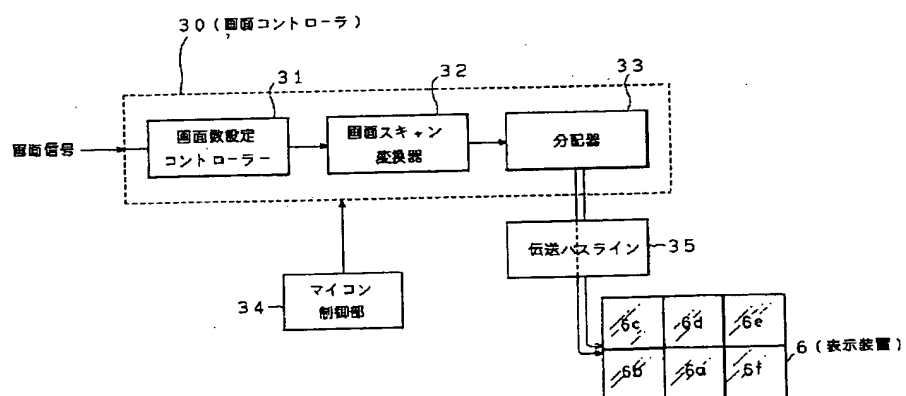 30(画面コントローラ)
31
32
33
画面信号
画面数設定
コントローラー
画面スキャン
変換器
分配器
伝送バスライン
35
34
マイコン
制御部
6c
6d
6e
6b
6a
6f
6(表示装置)